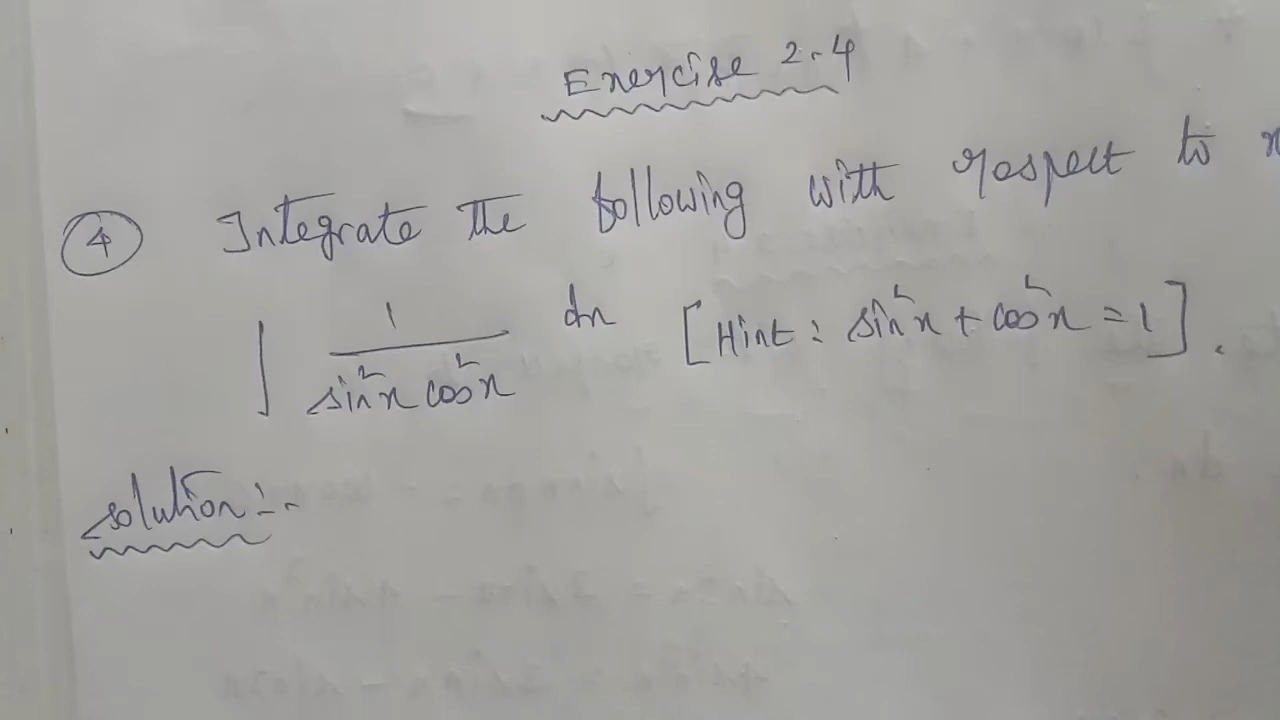 Exercise 2.4
④ Integrate the following with respect to x
∫ 1/(sin²x cos²x) dx [Hint : sin²x + cos²x = 1].
Solution:-